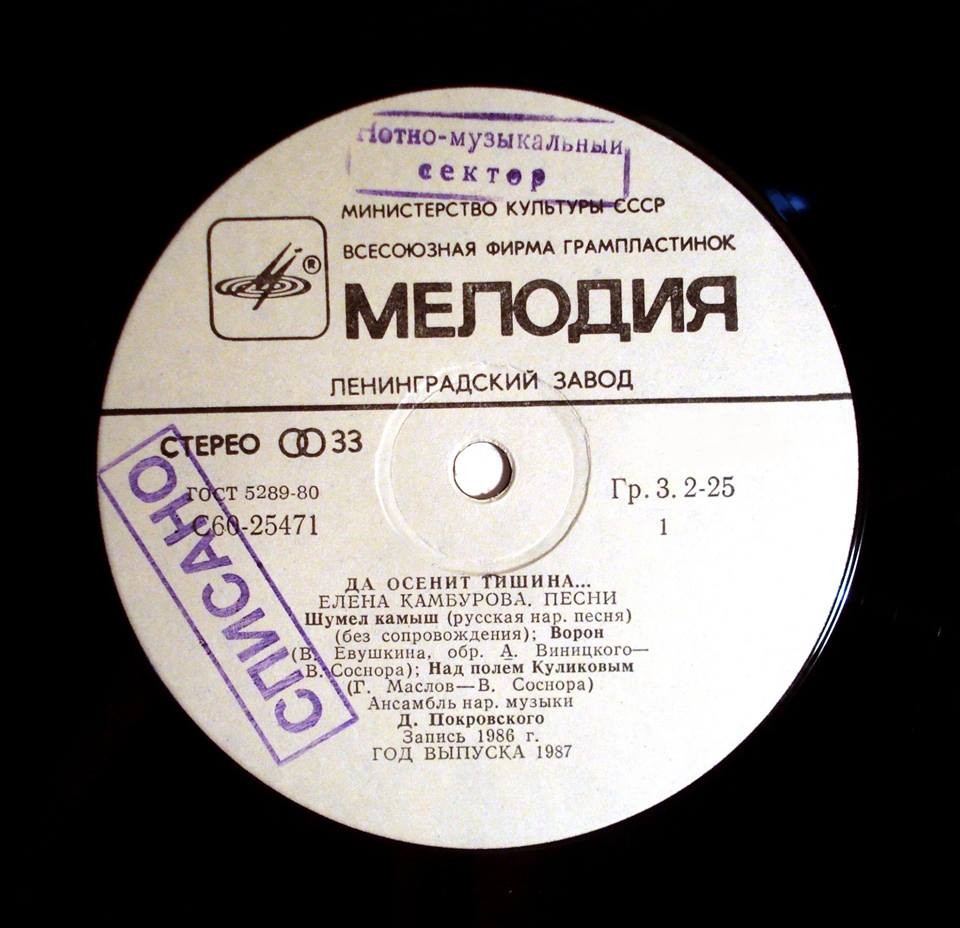 Нотно-музыкальный
сектор
МИНИСТЕРСТВО КУЛЬТУРЫ СССР
ВСЕСОЮЗНАЯ ФИРМА ГРАМПЛАСТИНОК
®
МЕЛОДИЯ
ЛЕНИНГРАДСКИЙ ЗАВОД
СТЕРЕО 33
ГОСТ 5289-80
Гр. 3. 2-25
С60-25471
1
СПИСАНО
ДА ОСЕНИТ ТИШИНА...
ЕЛЕНА КАМБУРОВА. ПЕСНИ
Шумел камыш (русская нар. песня)
(без сопровождения); Ворон
(В. Евушкина, обр. А. Виницкого—
В. Соснора); Над полем Куликовым
(Г. Маслов—В. Соснора)
Ансамбль нар. музыки
Д. Покровского
Запись 1986 г.
ГОД ВЫПУСКА 1987